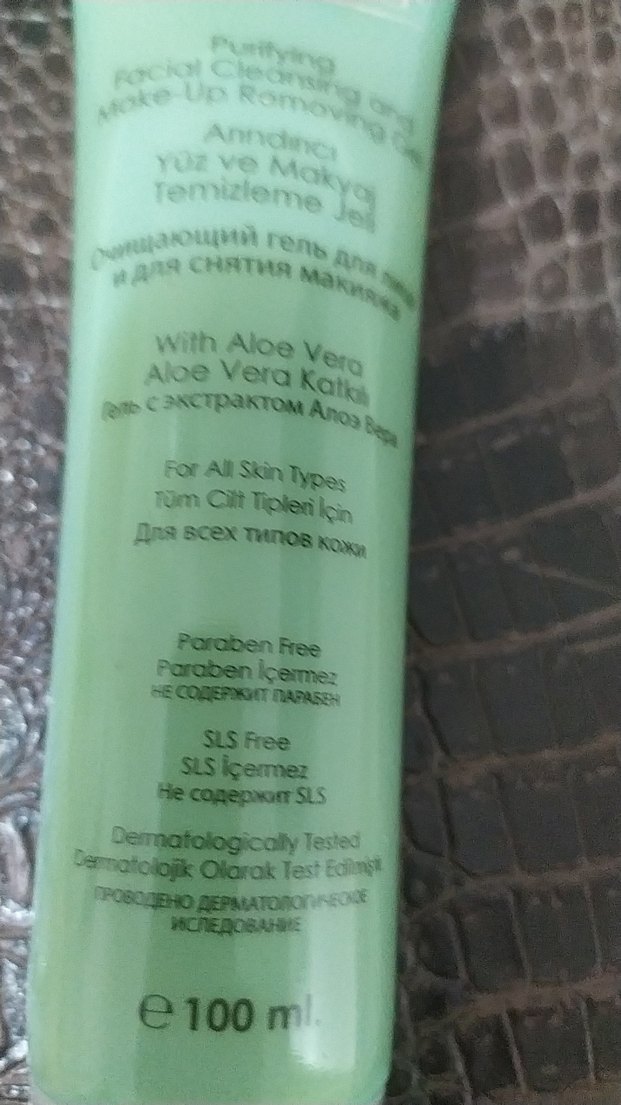 Purifying
Facial Cleansing and
Make-Up Removing Gel
Arındırıcı
Yüz ve Makyaj
Temizleme Jeli
Очищающий гель для лица
и для снятия макияжа
With Aloe Vera
Aloe Vera Katkılı
Гель с экстрактом Алоэ Вера
For All Skin Types
Tüm Cilt Tipleri İçin
Для всех типов кожи
Paraben Free
Paraben İçermez
НЕ СОДЕРЖИТ ПАРАБЕН
SLS Free
SLS İçermez
Не содержит SLS
Dermatologically Tested
Dermatolojik Olarak Test Edilmiştir
ПРОВОДЕНО ДЕРМАТОЛОГИЧЕСКОЕ
ИСЛЕДОВАНИЕ
℮ 100 ml.